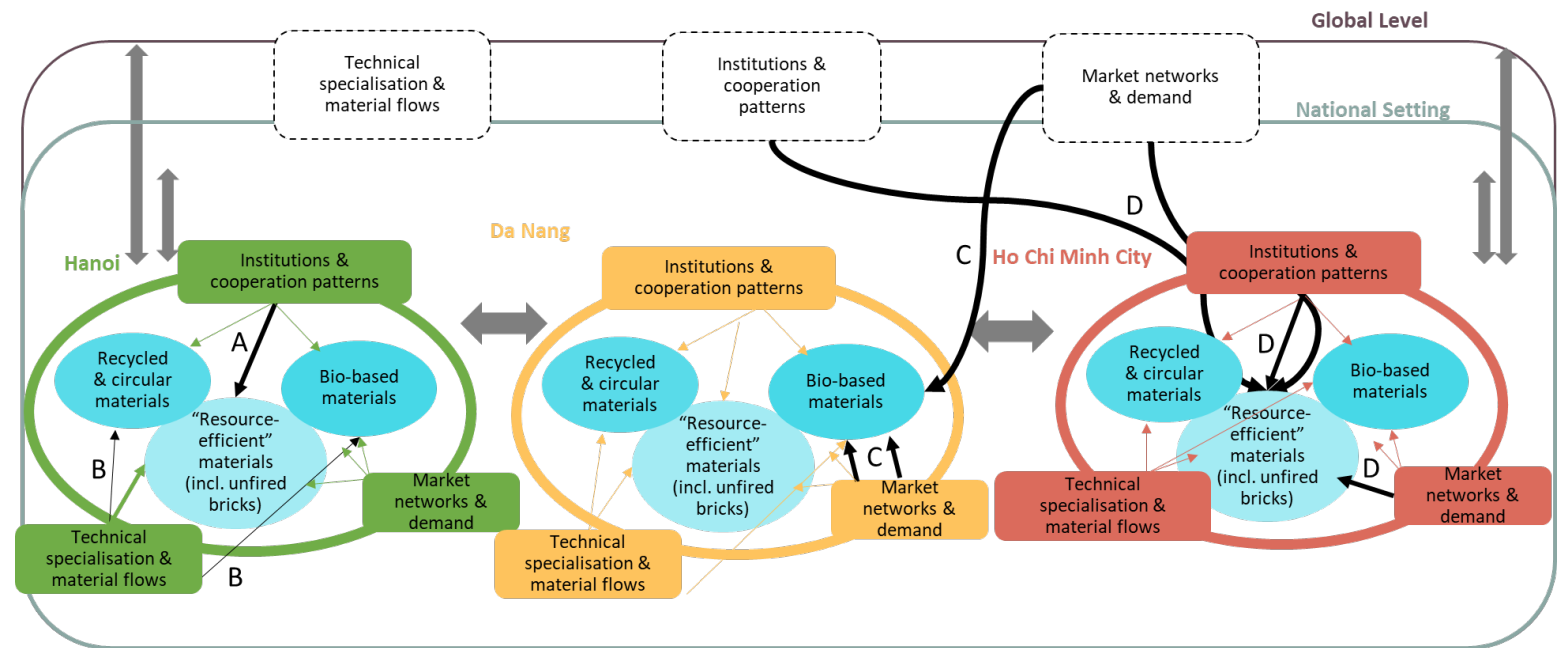 Global Level
Technical
specialisation &
material flows
Institutions &
cooperation
patterns
Market networks
& demand
National Setting
D
C
Hanoi
Institutions &
cooperation patterns
A
Recycled
& circular
materials
Bio-based
materials
“Resource-
efficient”
materials
(incl. unfired
bricks)
B
Technical
specialisation &
material flows
B
Market
networks &
demand
Da Nang
Institutions &
cooperation patterns
Recycled
& circular
materials
Bio-based
materials
“Resource-
efficient”
materials
(incl. unfired
bricks)
C
Technical
specialisation &
material flows
Market
networks &
demand
Ho Chi Minh City
Institutions &
cooperation patterns
D
Recycled
& circular
materials
Bio-based
materials
“Resource-
efficient”
materials
(incl. unfired
bricks)
D
Technical
specialisation &
material flows
Market
networks &
demand